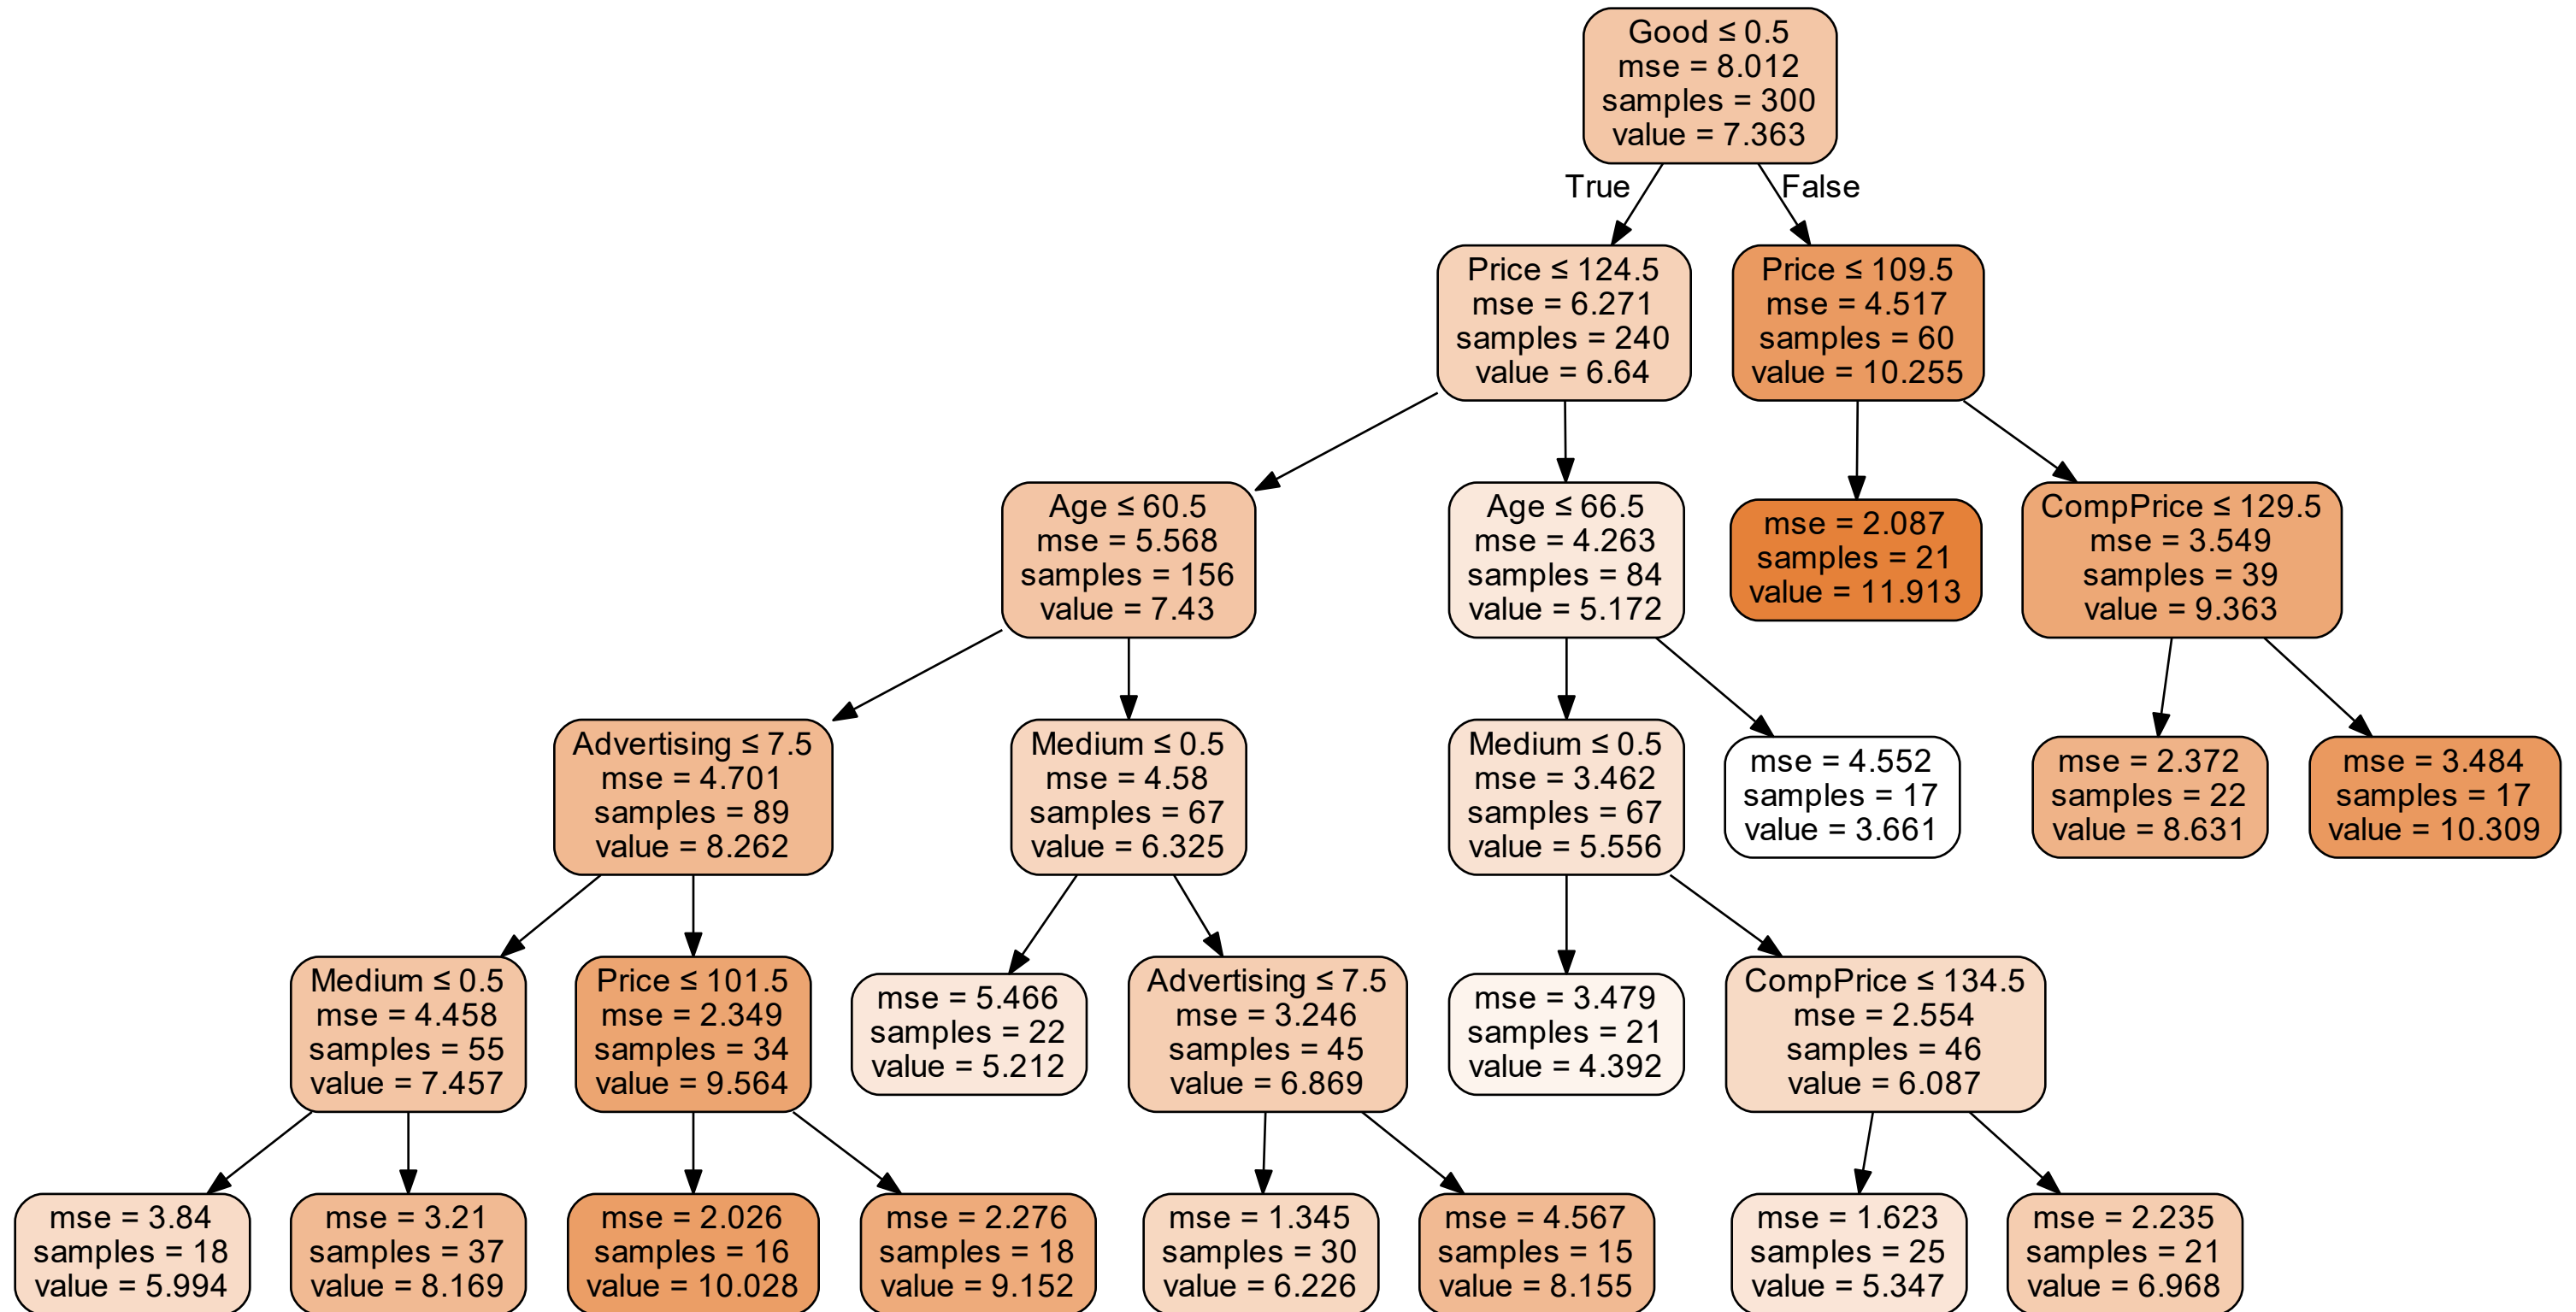 Good ≤ 0.5
mse = 8.012
samples = 300
value = 7.363
True
False
Price ≤ 124.5
mse = 6.271
samples = 240
value = 6.64
Price ≤ 109.5
mse = 4.517
samples = 60
value = 10.255
Age ≤ 60.5
mse = 5.568
samples = 156
value = 7.43
Age ≤ 66.5
mse = 4.263
samples = 84
value = 5.172
mse = 2.087
samples = 21
value = 11.913
CompPrice ≤ 129.5
mse = 3.549
samples = 39
value = 9.363
Advertising ≤ 7.5
mse = 4.701
samples = 89
value = 8.262
Medium ≤ 0.5
mse = 4.58
samples = 67
value = 6.325
Medium ≤ 0.5
mse = 3.462
samples = 67
value = 5.556
mse = 4.552
samples = 17
value = 3.661
mse = 2.372
samples = 22
value = 8.631
mse = 3.484
samples = 17
value = 10.309
Medium ≤ 0.5
mse = 4.458
samples = 55
value = 7.457
Price ≤ 101.5
mse = 2.349
samples = 34
value = 9.564
mse = 5.466
samples = 22
value = 5.212
Advertising ≤ 7.5
mse = 3.246
samples = 45
value = 6.869
mse = 3.479
samples = 21
value = 4.392
CompPrice ≤ 134.5
mse = 2.554
samples = 46
value = 6.087
mse = 3.84
samples = 18
value = 5.994
mse = 3.21
samples = 37
value = 8.169
mse = 2.026
samples = 16
value = 10.028
mse = 2.276
samples = 18
value = 9.152
mse = 1.345
samples = 30
value = 6.226
mse = 4.567
samples = 15
value = 8.155
mse = 1.623
samples = 25
value = 5.347
mse = 2.235
samples = 21
value = 6.968